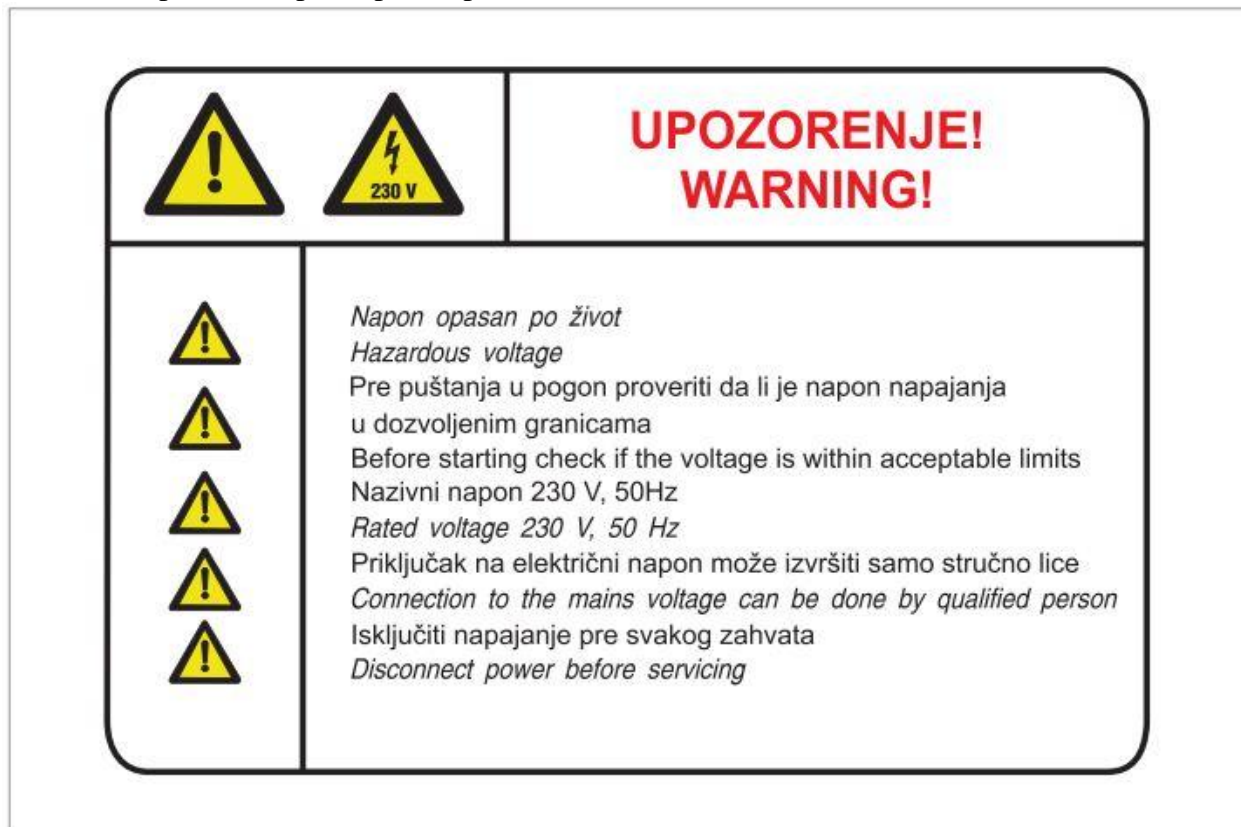 230 V
UPOZORENJE!
WARNING!
Napon opasan po život
Hazardous voltage
Pre puštanja u pogon proveriti da li je napon napajanja
u dozvoljenim granicama
Before starting check if the voltage is within acceptable limits
Nazivni napon 230 V, 50Hz
Rated voltage 230 V, 50 Hz
Priključak na električni napon može izvršiti samo stručno lice
Connection to the mains voltage can be done by qualified person
Isključiti napajanje pre svakog zahvata
Disconnect power before servicing